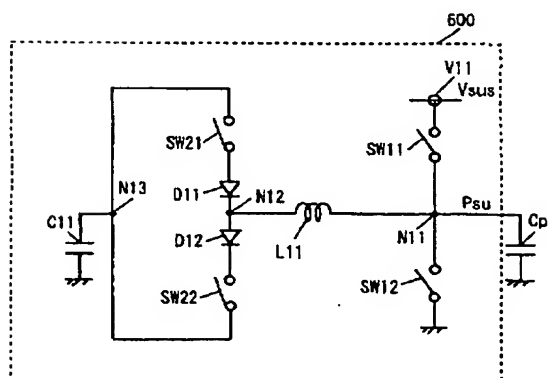 600
V11
Vsus
SW21
SW11
D11
N12
N13
Psu
C11
Cp
D12
L11
N11
SW22
SW12